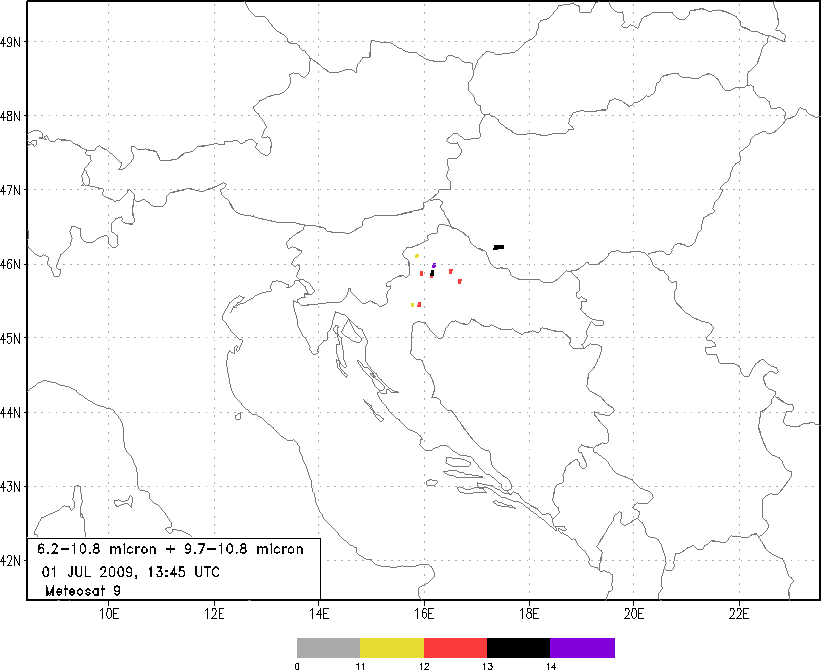 49N
48N
47N
46N
45N
44N
43N
42N
6.2-10.8 micron + 9.7-10.8 micron
01 JUL 2009, 13:45 UTC
Meteosat 9
10E 12E 14E 16E 18E 20E 22E
0 11 12 13 14